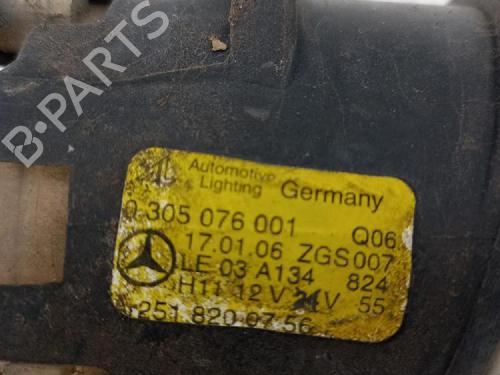 B-PARTS
Automotive
Lighting Germany
0 305 076 001 Q06
17.01.06 ZGS007
LE 03 A134 824
H11 12 V 24V 55
251 820 07 56